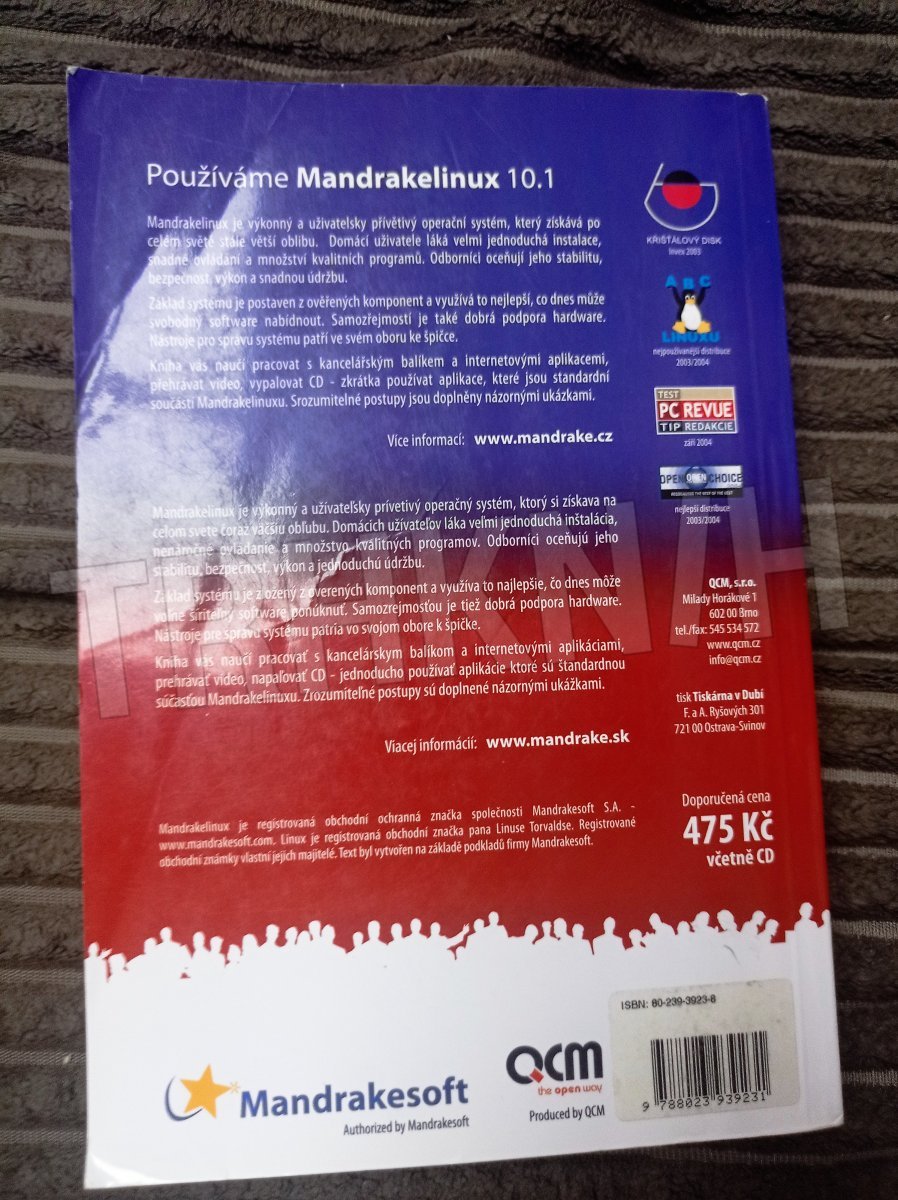 Používáme Mandrakelinux 10.1
Mandrakelinux je výkonný a uživatelsky přívětivý operační systém, který získává po
celém světě stále větší oblibu. Domácí uživatele láká velmi jednoduchá instalace,
snadné ovládání a množství kvalitních programů. Odborníci oceňují jeho stabilitu,
bezpečnost, výkon a snadnou údržbu.
Základ systému je postaven z ověřených komponent a využívá to nejlepší, co dnes může
svobodný software nabídnout. Samozřejmostí je také dobrá podpora hardware.
Nástroje pro správu systému patří ve svém oboru ke špičce.
Kniha vás naučí pracovat s kancelářským balíkem a internetovými aplikacemi,
přehrávat video, vypalovat CD - zkrátka používat aplikace, které jsou standardní
součástí Mandrakelinuxu. Srozumitelné postupy jsou doplněny názornými ukázkami.
Více informací: www.mandrake.cz
Mandrakelinux je výkonný a užívateľsky prívetivý operačný systém, ktorý si získava na
celom svete čoraz väčšiu obľubu. Domácich užívateľov láka veľmi jednoduchá inštalácia,
nenáročné ovládanie a množstvo kvalitných programov. Odborníci oceňujú jeho
stabilitu, bezpečnosť, výkon a jednoduchú údržbu.
Základ systému je zložený z overených komponent a využíva to najlepšie, čo dnes môže
voľne šíriteľný software ponúknuť. Samozrejmosťou je tiež dobrá podpora hardware.
Nástroje pre správu systému patria vo svojom obore k špičke.
Kniha vás naučí pracovať s kancelárskym balíkom a internetovými aplikáciami,
prehrávať video, napaľovať CD - jednoducho používať aplikácie ktoré sú štandardnou
súčasťou Mandrakelinuxu. Zrozumiteľné postupy sú doplnené názornými ukážkami.
Viacej informácií: www.mandrake.sk
Mandrakelinux je registrovaná obchodní ochranná značka společnosti Mandrakesoft S.A. -
www.mandrakesoft.com. Linux je registrovaná obchodní značka pana Linuse Torvaldse. Registrované
obchodní známky vlastní jejich majitelé. Text byl vytvořen na základě podkladů firmy Mandrakesoft.
KŘIŠŤÁLOVÝ DISK
Invex 2003
ABC
LINUXU
nejpoužívanější distribuce
2003/2004
TEST
PC REVUE
TIP REDAKCIE
září 2004
OPEN CHOICE
nejlepší distribuce
2003/2004
QCM, s.r.o.
Milady Horákové 1
602 00 Brno
tel./fax: 545 534 572
www.qcm.cz
info@qcm.cz
tisk Tiskárna v Dubí
F. a A. Ryšových 301
721 00 Ostrava-Svinov
Doporučená cena
475 Kč
včetně CD
Mandrakesoft
Authorized by Mandrakesoft
QCM
the open way
Produced by QCM
ISBN: 80-239-3923-8
9 788023 939231